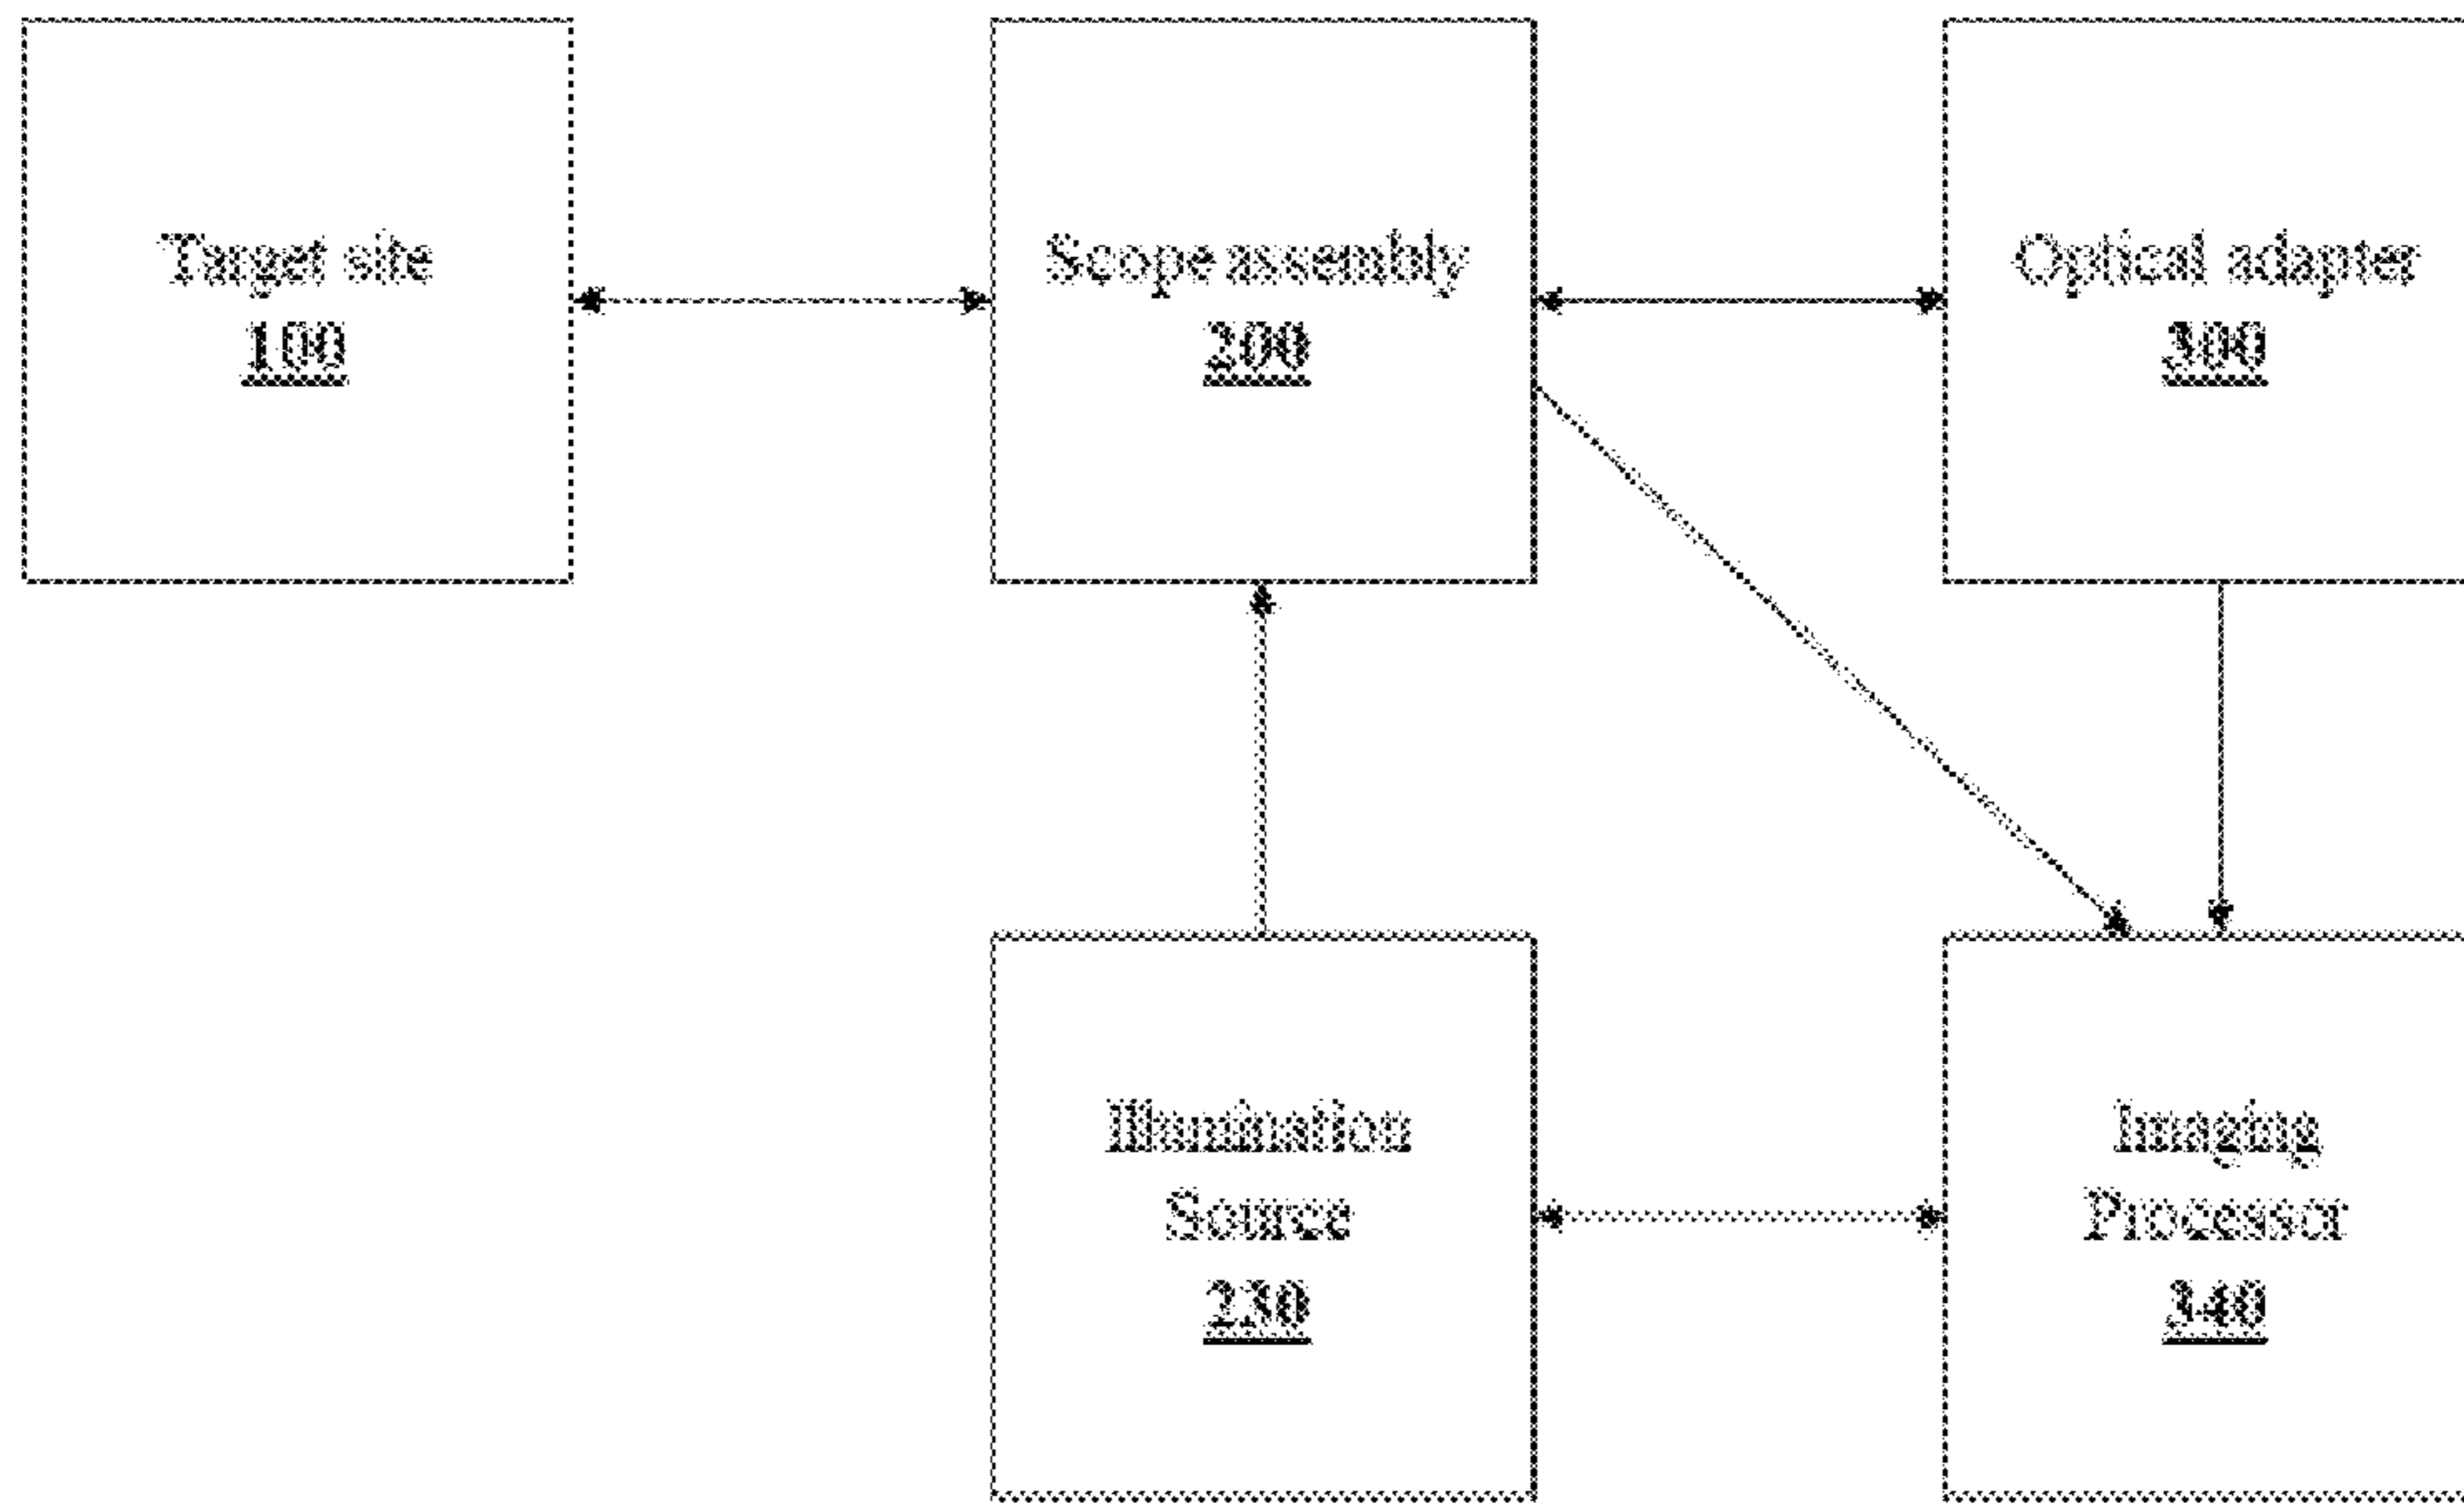 Target site
100
Scope assembly
200
Optical adapter
300
Illumination
Source
230
Imaging
Processor
340